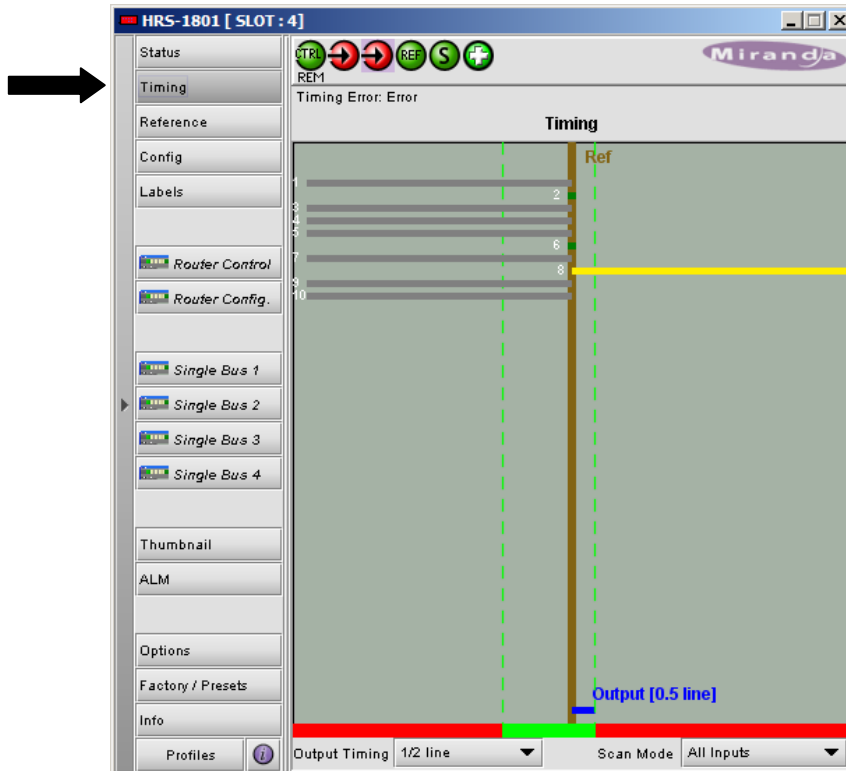 HRS-1801 [ SLOT : 4]
Status
Timing
Reference
Config
Labels
Router Control
Router Config.
Single Bus 1
Single Bus 2
Single Bus 3
Single Bus 4
Thumbnail
ALM
Options
Factory / Presets
Info
Profiles
i
CTRL
REF
S
REM
Miranda
Timing Error: Error
Timing
Ref
1
2
3
4
5
6
7
8
9
10
Output [0.5 line]
Output Timing 1/2 line
Scan Mode All Inputs